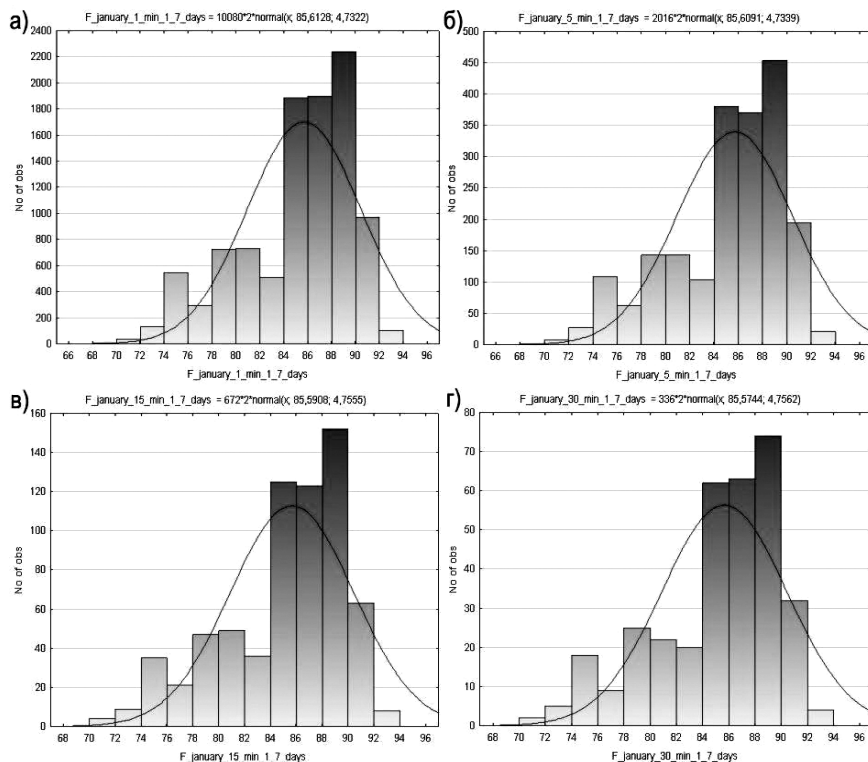 а)
F_january_1_min_1_7_days = 10080*2*normal(x; 85,6128; 4,7322)
2400
2200
2000
1800
1600
1400
1200
1000
800
600
400
200
0
No of obs
66 68 70 72 74 76 78 80 82 84 86 88 90 92 94 96
F_january_1_min_1_7_days
б)
F_january_5_min_1_7_days = 2016*2*normal(x; 85,6091; 4,7339)
500
450
400
350
300
250
200
150
100
50
0
No of obs
66 68 70 72 74 76 78 80 82 84 86 88 90 92 94 96
F_january_5_min_1_7_days
в)
F_january_15_min_1_7_days = 672*2*normal(x; 85,5908; 4,7555)
160
140
120
100
80
60
40
20
0
No of obs
68 70 72 74 76 78 80 82 84 86 88 90 92 94 96
F_january_15_min_1_7_days
г)
F_january_30_min_1_7_days = 336*2*normal(x; 85,5744; 4,7562)
80
70
60
50
40
30
20
10
0
No of obs
68 70 72 74 76 78 80 82 84 86 88 90 92 94 96
F_january_30_min_1_7_days